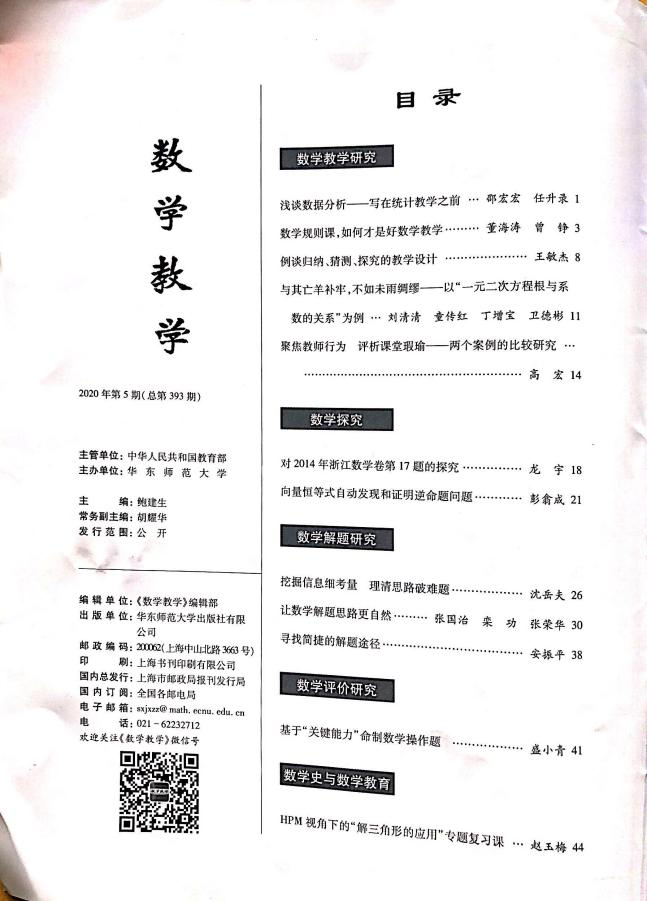 数学教学
2020年第5期(总第393期)
主管单位:中华人民共和国教育部
主办单位:华东师范大学
主 编:鲍建生
常务副主编:胡耀华
发行范围:公 开
编辑单位:《数学教学》编辑部
出版单位:华东师范大学出版社有限
公司
邮政编码:200062(上海中山北路3663号)
印 刷:上海书刊印刷有限公司
国内总发行:上海市邮政局报刊发行局
国内订阅:全国各邮电局
电子邮箱:sxjxzz@math.ecnu.edu.cn
电 话:021-62232712
欢迎关注《数学教学》微信号
目录
数学教学研究
浅谈数据分析——写在统计教学之前 … 邵宏宏 任升录 1
数学规则课,如何才是好数学教学……… 董海涛 曾 铮 3
例谈归纳、猜测、探究的教学设计 ………………… 王敏杰 8
与其亡羊补牢,不如未雨绸缪——以“一元二次方程根与系
数的关系”为例 … 刘清清 童传红 丁增宝 卫德彬 11
聚焦教师行为 评析课堂瑕瑜——两个案例的比较研究 …
……………………………………………… 高 宏 14
数学探究
对2014年浙江数学卷第17题的探究 …………… 龙 宇 18
向量恒等式自动发现和证明逆命题问题………… 彭翕成 21
数学解题研究
挖掘信息细考量 理清思路破难题……………… 沈岳夫 26
让数学解题思路更自然……… 张国治 栾 功 张荣华 30
寻找简捷的解题途径……………………………… 安振平 38
数学评价研究
基于“关键能力”命制数学操作题 ……………… 盛小青 41
数学史与数学教育
HPM视角下的“解三角形的应用”专题复习课 … 赵玉梅 44